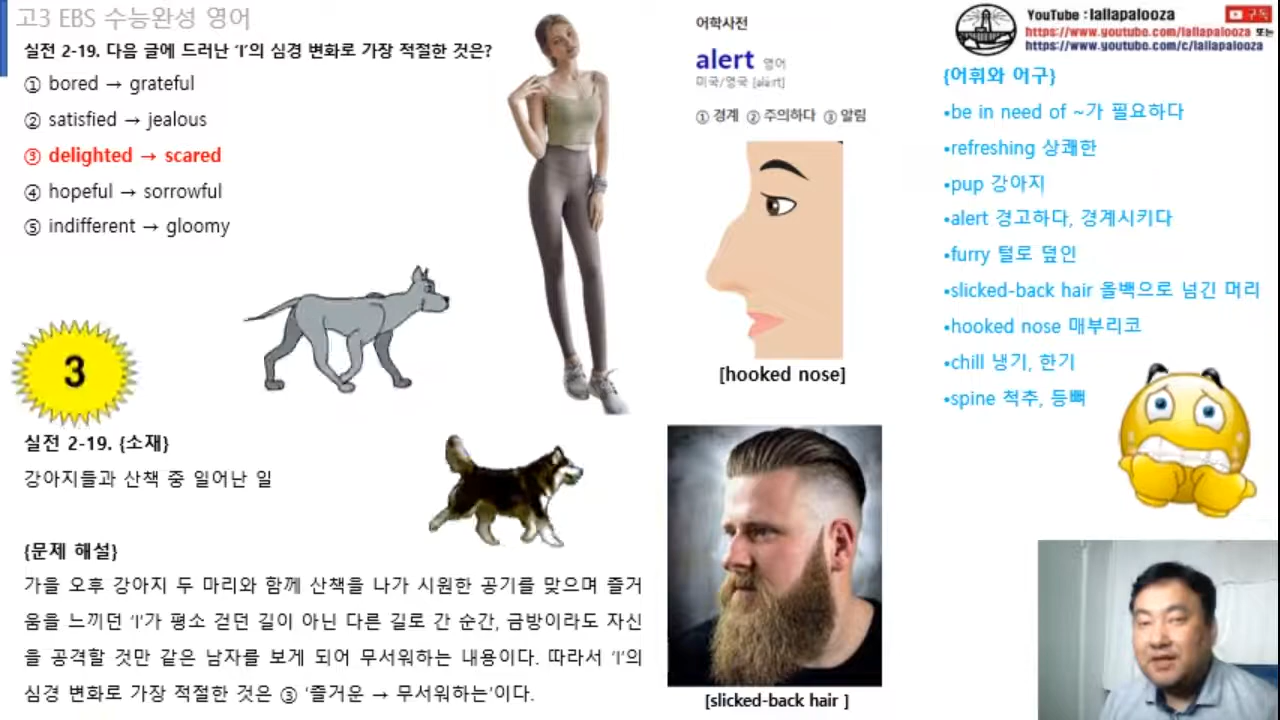 고3 EBS 수능완성 영어
실전 2-19. 다음 글에 드러난 ‘I’의 심경 변화로 가장 적절한 것은?
① bored → grateful
② satisfied → jealous
③ delighted → scared
④ hopeful → sorrowful
⑤ indifferent → gloomy
3
실전 2-19. {소재}
강아지들과 산책 중 일어난 일
{문제 해설}
가을 오후 강아지 두 마리와 함께 산책을 나가 시원한 공기를 맞으며 즐거
움을 느끼던 ‘I’가 평소 걷던 길이 아닌 다른 길로 간 순간, 금방이라도 자신
을 공격할 것만 같은 남자를 보게 되어 무서워하는 내용이다. 따라서 ‘I’의
심경 변화로 가장 적절한 것은 ③ ‘즐거운 → 무서워하는’이다.
어학사전
alert 영어
미국/영국 [əlɜːrt]
① 경계 ② 주의하다 ③ 알림
[hooked nose]
[slicked-back hair ]
YouTube : lallapalooza
구독
https://www.youtube.com/lallapalooza 또는
https://www.youtube.com/c/lallapalooza
{어휘와 어구}
•be in need of ~가 필요하다
•refreshing 상쾌한
•pup 강아지
•alert 경고하다, 경계시키다
•furry 털로 덮인
•slicked-back hair 올백으로 넘긴 머리
•hooked nose 매부리코
•chill 냉기, 한기
•spine 척추, 등뼈